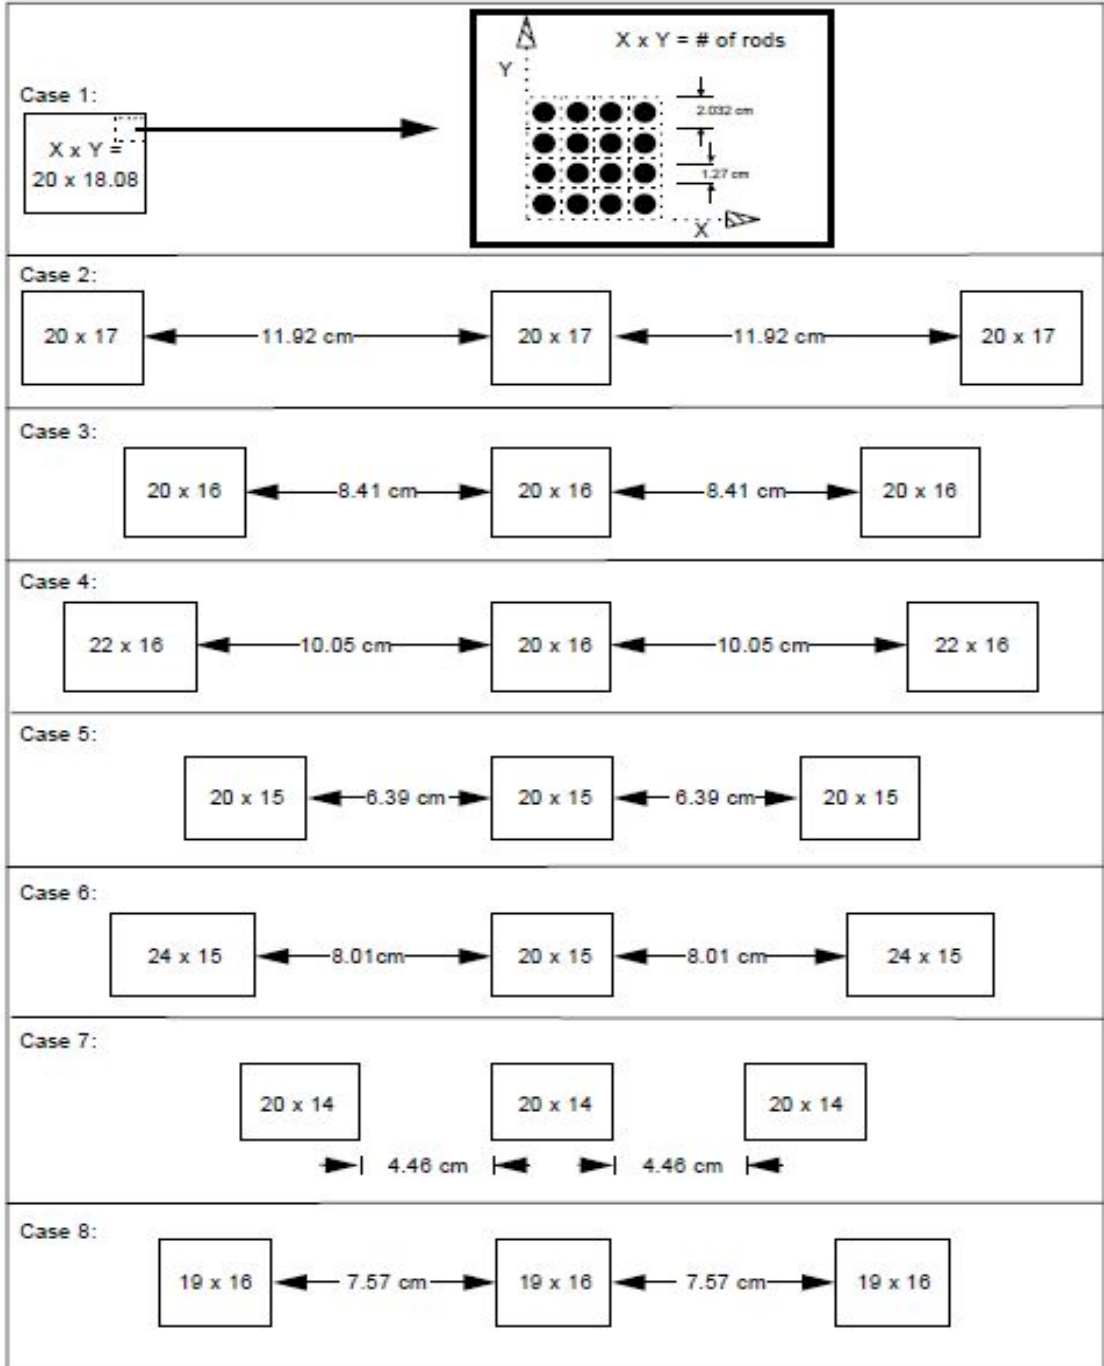 X x Y = # of rods
Y
Case 1:
2.032 cm
X x Y =
20 x 18.08
1.27 cm
X
Case 2:
20 x 17 11.92 cm 20 x 17 11.92 cm 20 x 17
Case 3:
20 x 16 8.41 cm 20 x 16 8.41 cm 20 x 16
Case 4:
22 x 16 10.05 cm 20 x 16 10.05 cm 22 x 16
Case 5:
20 x 15 6.39 cm 20 x 15 6.39 cm 20 x 15
Case 6:
24 x 15 8.01cm 20 x 15 8.01 cm 24 x 15
Case 7:
20 x 14 20 x 14 20 x 14
4.46 cm 4.46 cm
Case 8:
19 x 16 7.57 cm 19 x 16 7.57 cm 19 x 16